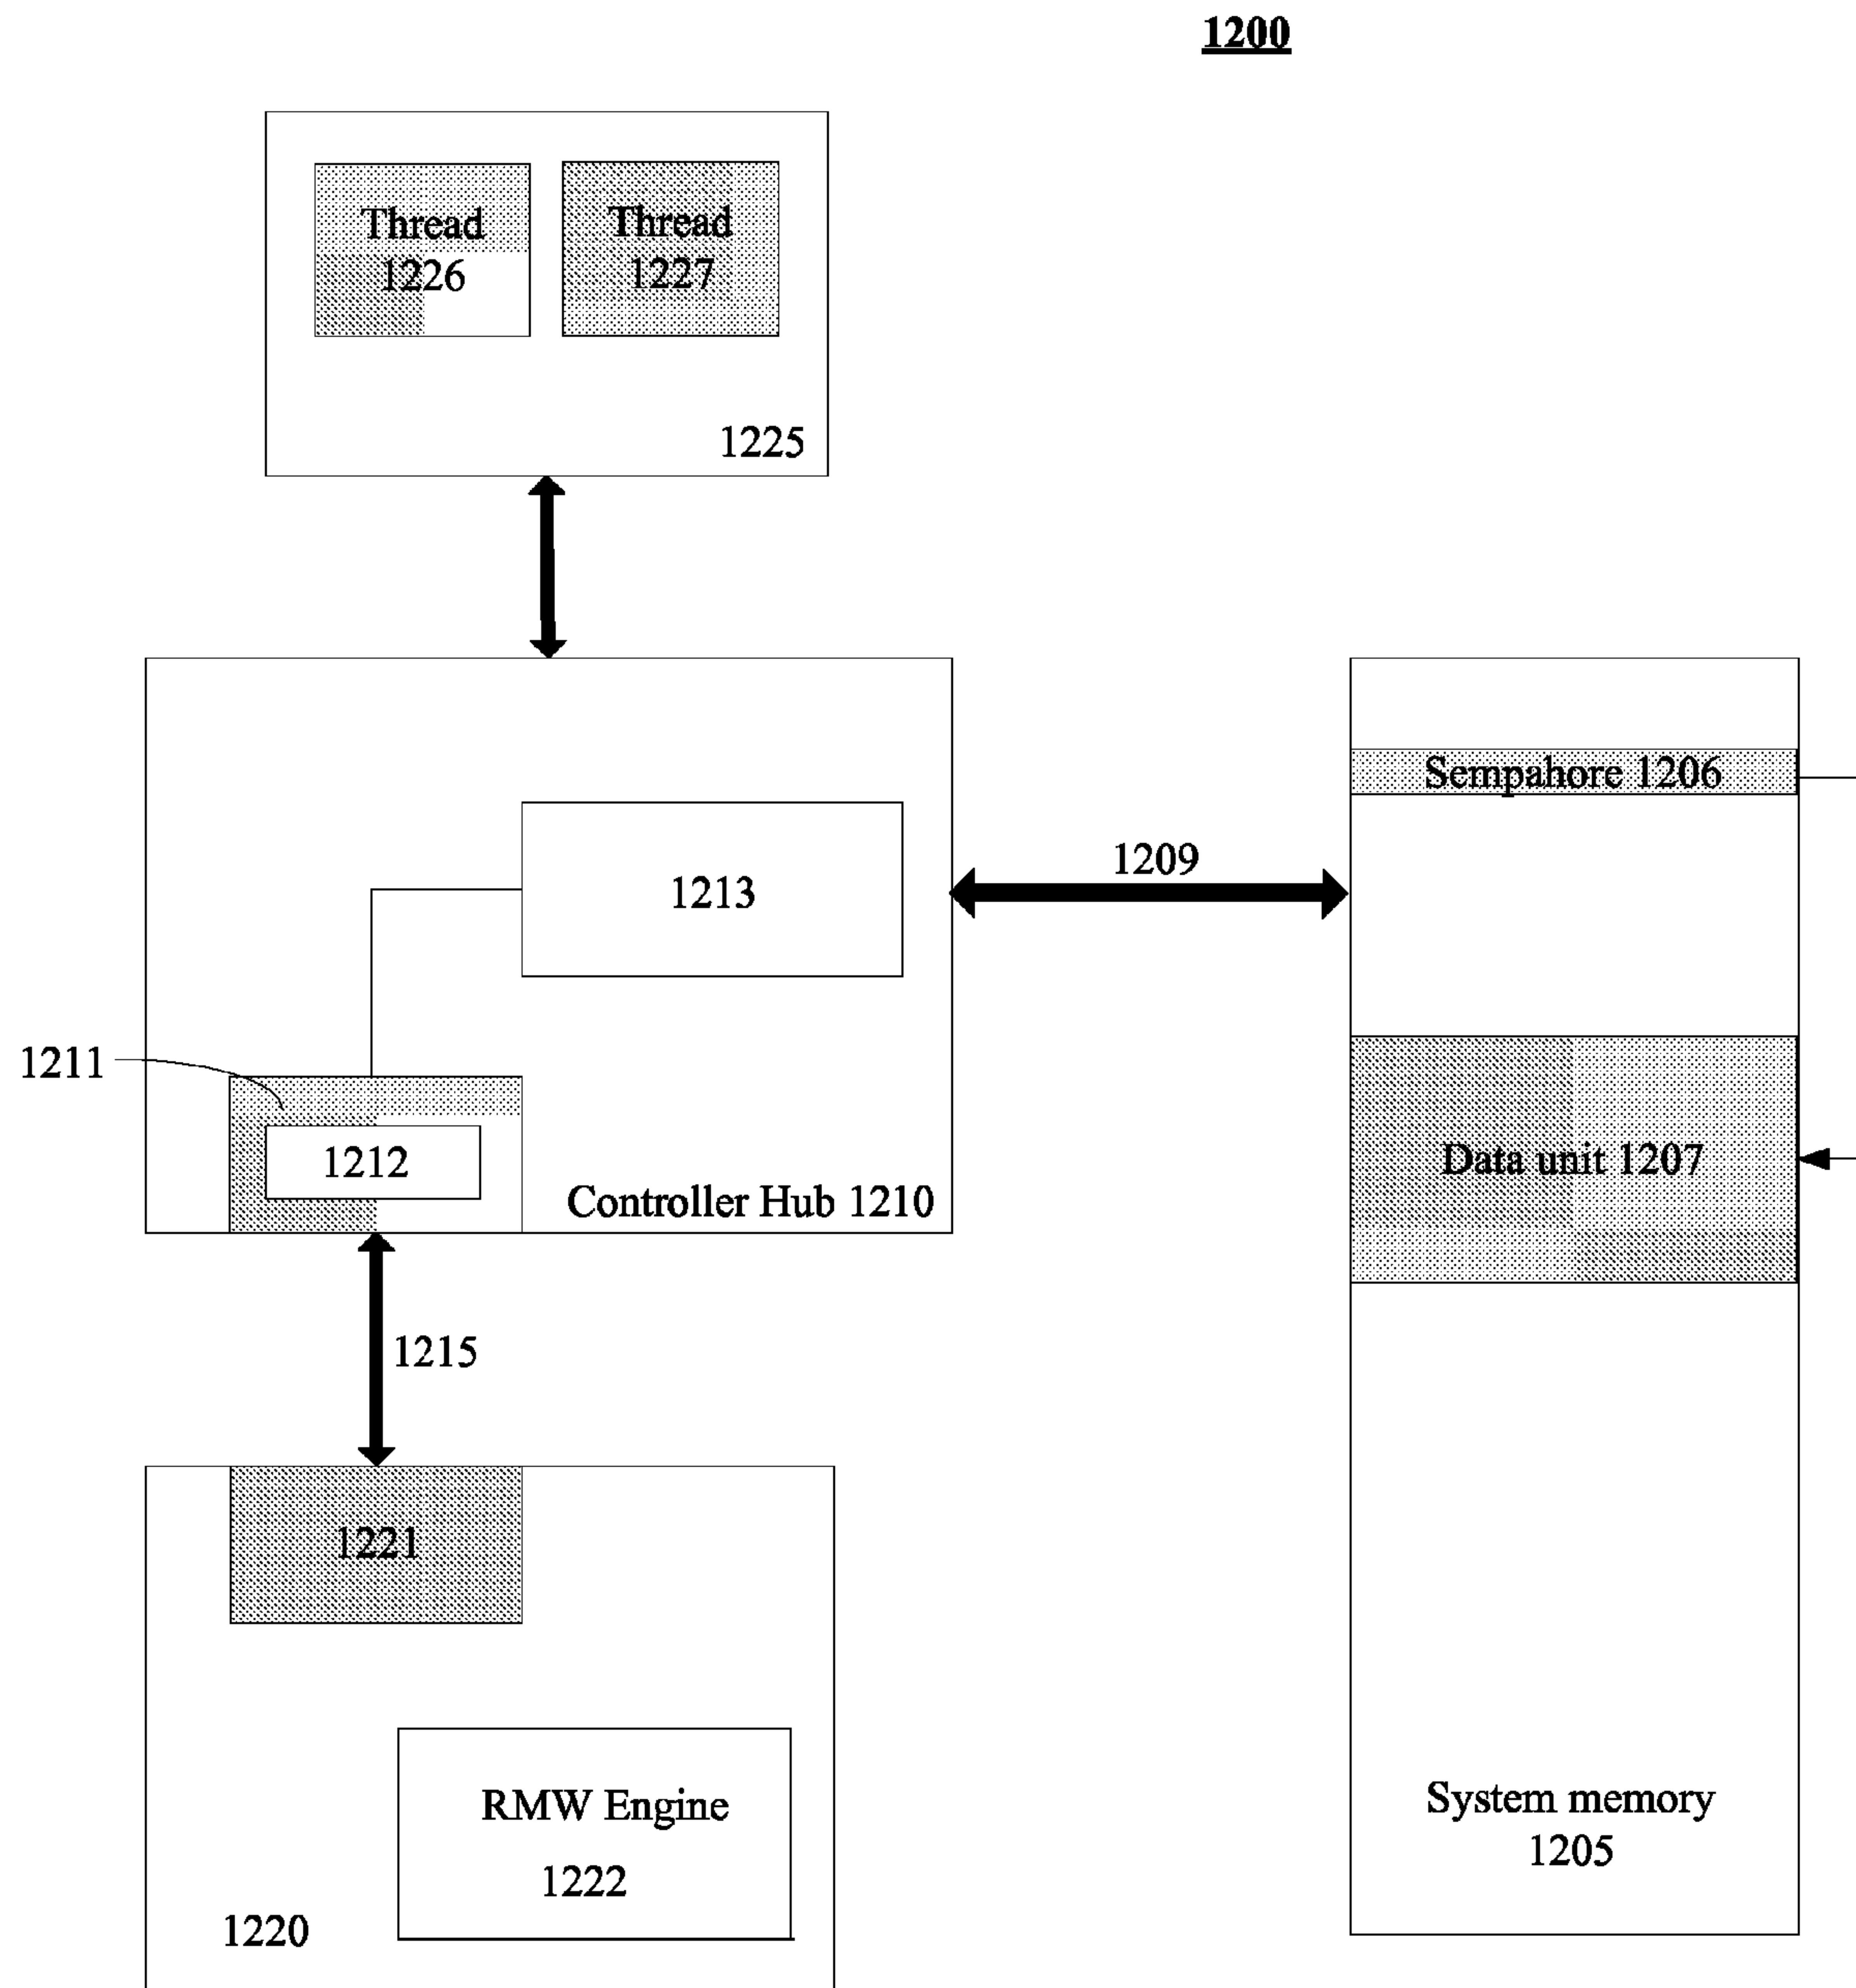 1200
Thread
1226
Thread
1227
1225
Sempahore 1206
1209
1213
1211
1212
Data unit 1207
Controller Hub 1210
1215
1221
RMW Engine
1222
System memory
1205
1220